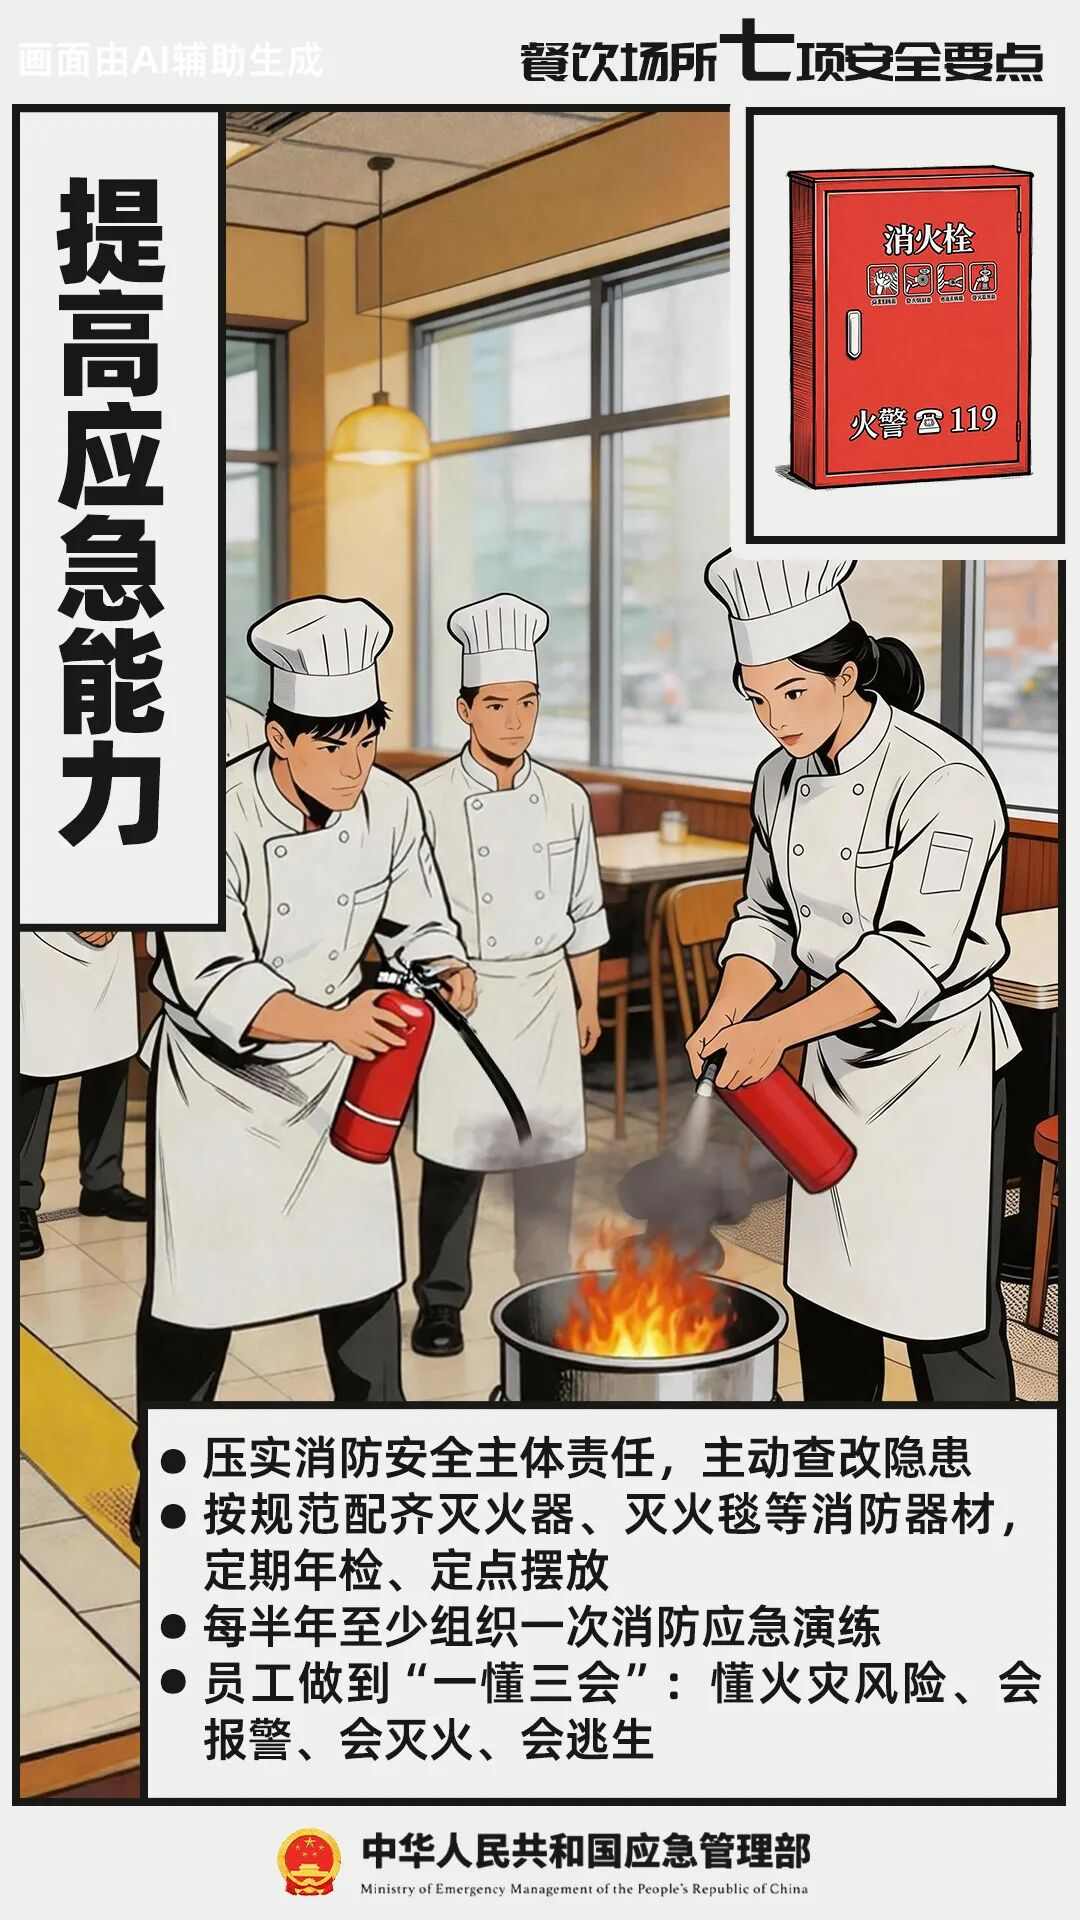 画面由AI辅助生成
餐饮场所七项安全要点
提高应急能力
消火栓
火警 119
压实消防安全主体责任，主动查改隐患
按规范配齐灭火器、灭火毯等消防器材，
定期年检、定点摆放
每半年至少组织一次消防应急演练
员工做到“一懂三会”：懂火灾风险、会
报警、会灭火、会逃生
中华人民共和国应急管理部
Ministry of Emergency Management of the People's Republic of China